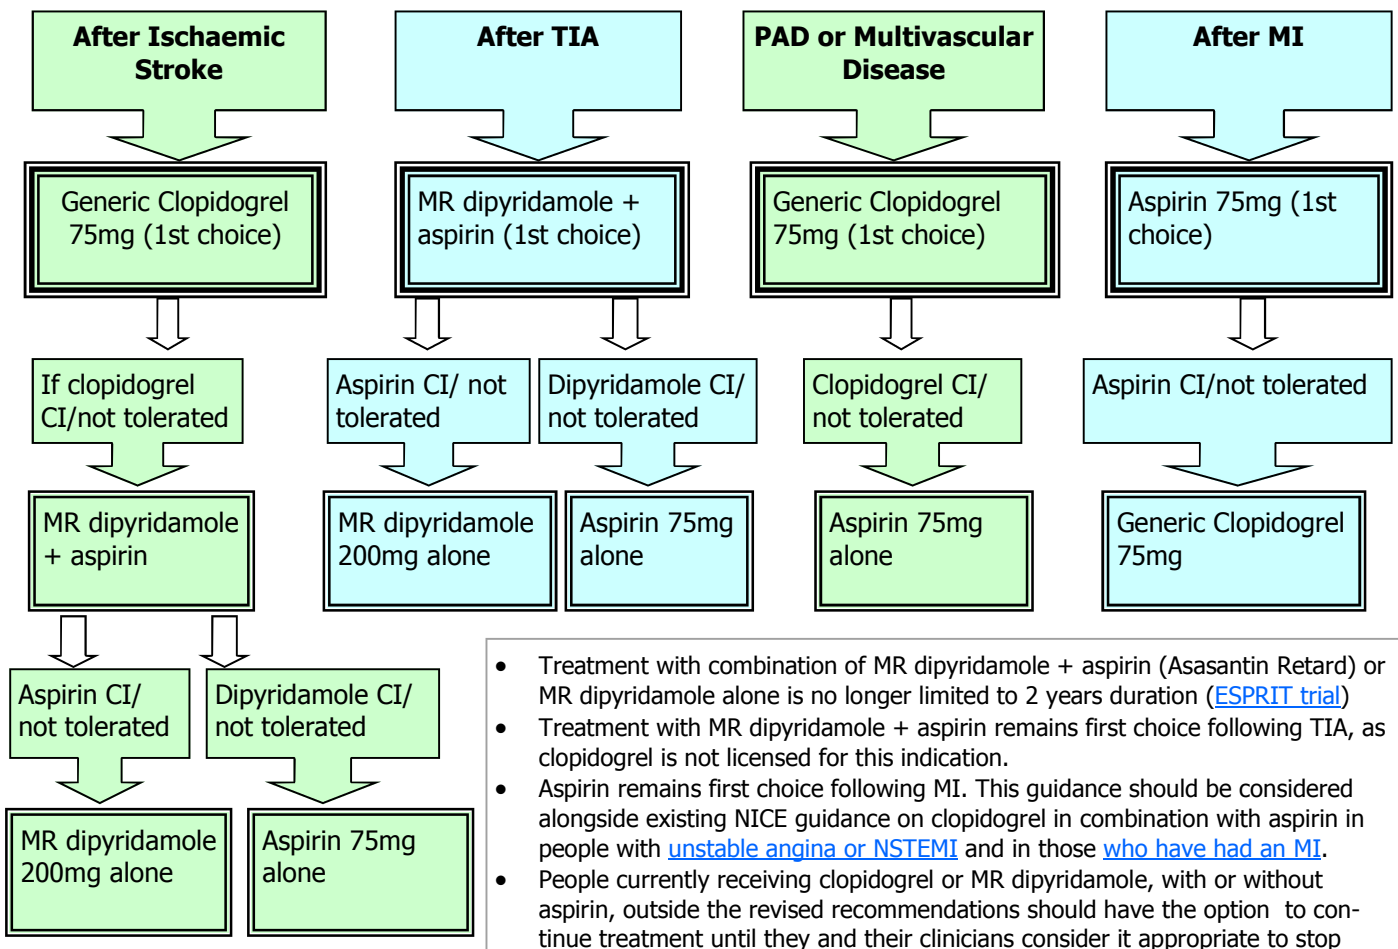 After Ischaemic
Stroke
After TIA
PAD or Multivascular
Disease
After MI
Generic Clopidogrel
75mg (1st choice)
MR dipyridamole +
aspirin (1st choice)
Generic Clopidogrel
75mg (1st choice)
Aspirin 75mg (1st
choice)
If clopidogrel
CI/not tolerated
Aspirin CI/ not
tolerated
Dipyridamole CI/
not tolerated
Clopidogrel CI/
not tolerated
Aspirin CI/not tolerated
MR dipyridamole
+ aspirin
MR dipyridamole
200mg alone
Aspirin 75mg
alone
Aspirin 75mg
alone
Generic Clopidogrel
75mg
Aspirin CI/
not tolerated
Dipyridamole CI/
not tolerated
MR dipyridamole
200mg alone
Aspirin 75mg
alone
• Treatment with combination of MR dipyridamole + aspirin (Asasantin Retard) or
MR dipyridamole alone is no longer limited to 2 years duration (ESPRIT trial)
• Treatment with MR dipyridamole + aspirin remains first choice following TIA, as
clopidogrel is not licensed for this indication.
• Aspirin remains first choice following MI. This guidance should be considered
alongside existing NICE guidance on clopidogrel in combination with aspirin in
people with unstable angina or NSTEMI and in those who have had an MI.
• People currently receiving clopidogrel or MR dipyridamole, with or without
aspirin, outside the revised recommendations should have the option to con-
tinue treatment until they and their clinicians consider it appropriate to stop